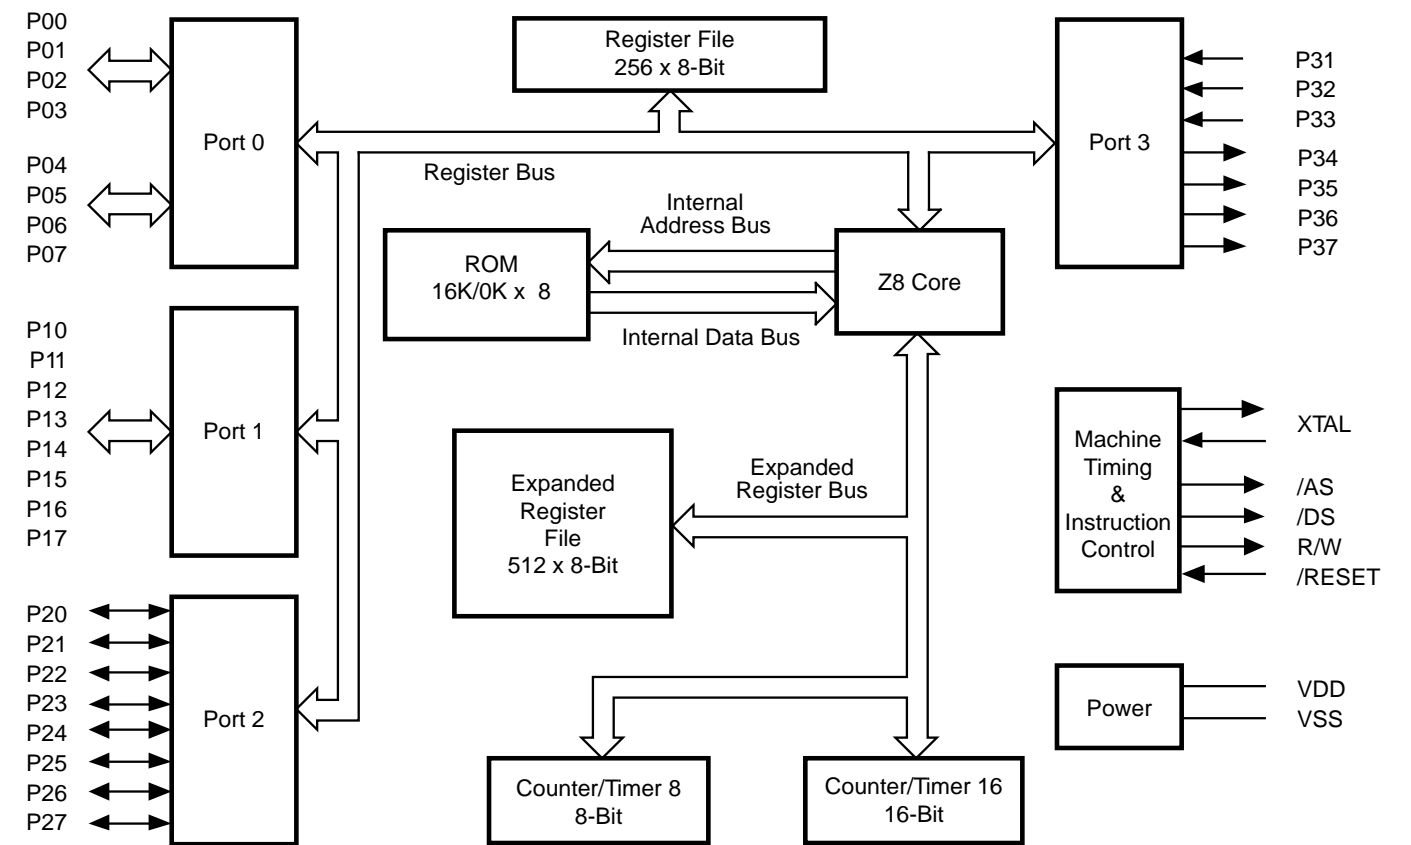 P00
P01
P02
P03
P04
P05
P06
P07
Port 0
Register File
256 x 8-Bit
Port 3
P31
P32
P33
P34
P35
P36
P37
Register Bus
Internal
Address Bus
ROM
16K/0K x 8
Z8 Core
Internal Data Bus
P10
P11
P12
P13
P14
P15
P16
P17
Port 1
Expanded
Register
File
512 x 8-Bit
Expanded
Register Bus
Machine
Timing
&
Instruction
Control
XTAL
/AS
/DS
R/W
/RESET
P20
P21
P22
P23
P24
P25
P26
P27
Port 2
Power
VDD
VSS
Counter/Timer 8
8-Bit
Counter/Timer 16
16-Bit